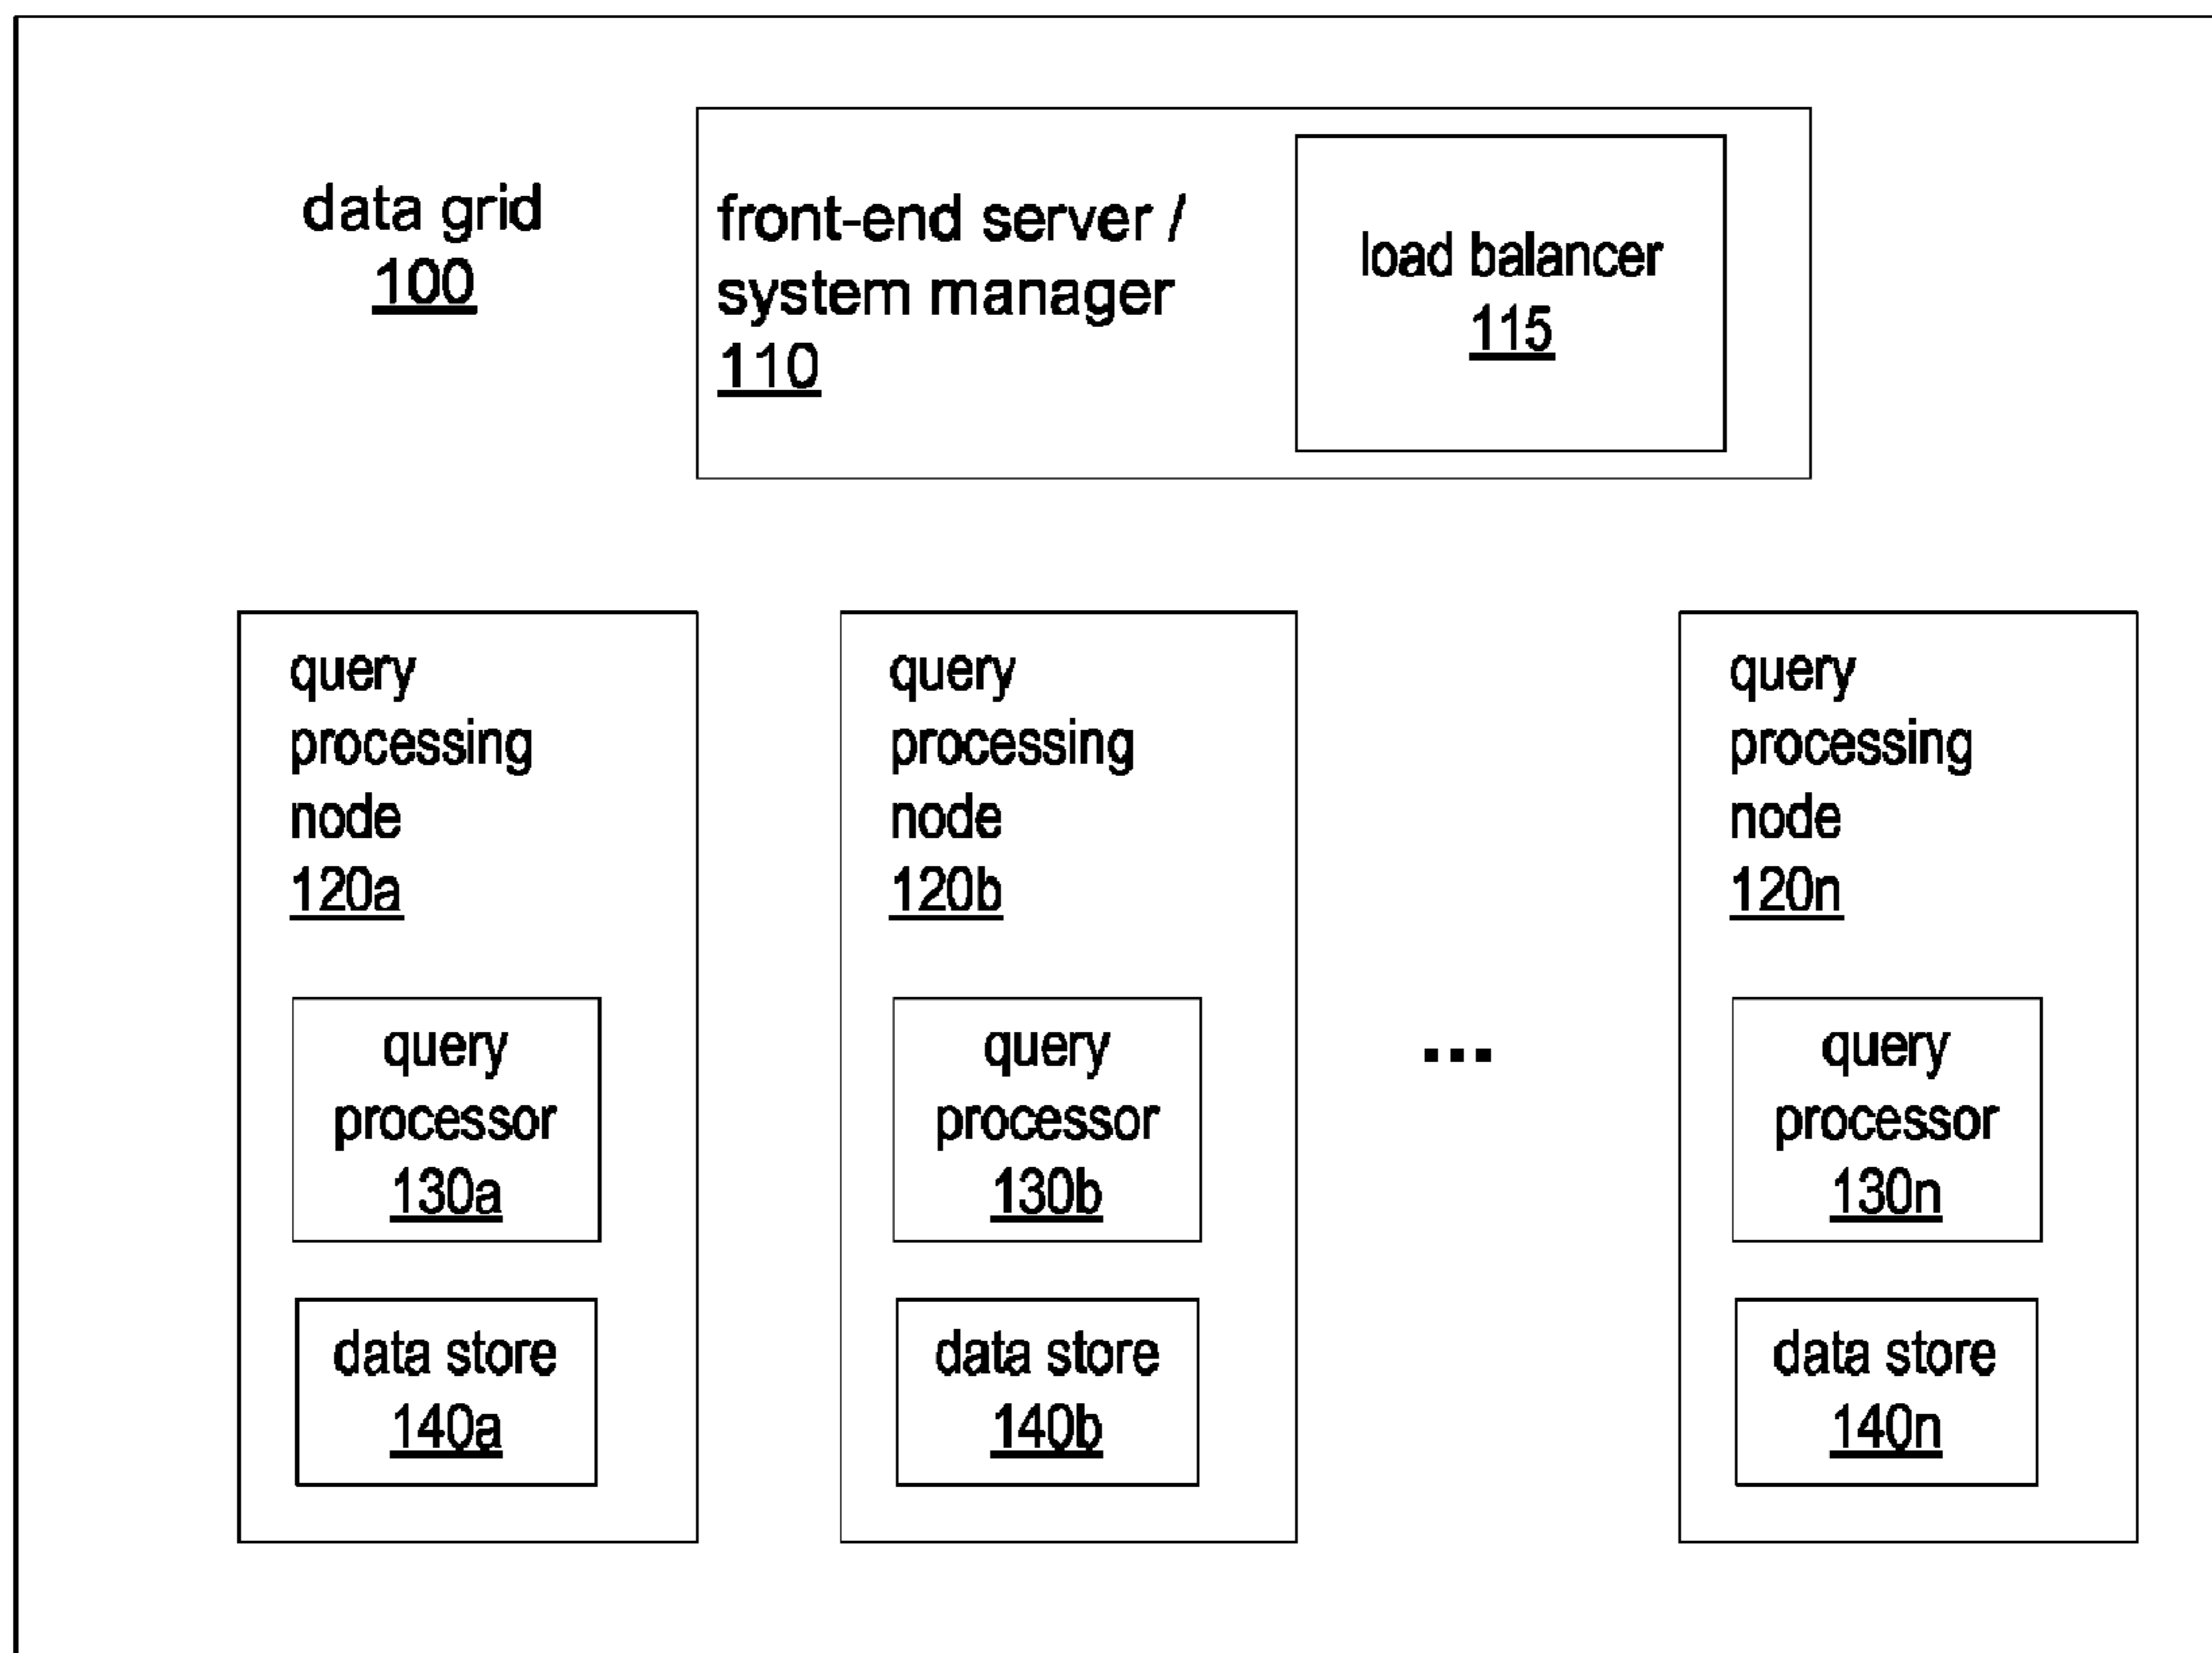 data grid
100
front-end server /
system manager
110
load balancer
115
query
processing
node
120a
query
processor
130a
data store
140a
query
processing
node
120b
query
processor
130b
data store
140b
...
query
processing
node
120n
query
processor
130n
data store
140n